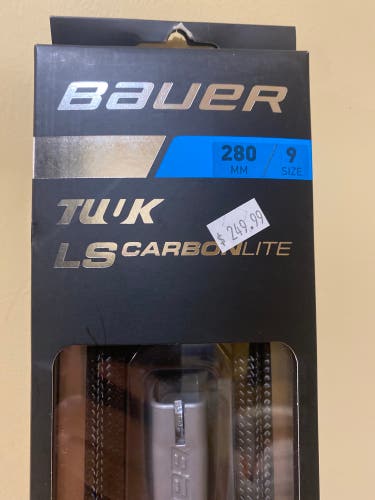 BAUER
280 / 9
MM SIZE
TUUK
$ 249.99
LS CARBONLITE